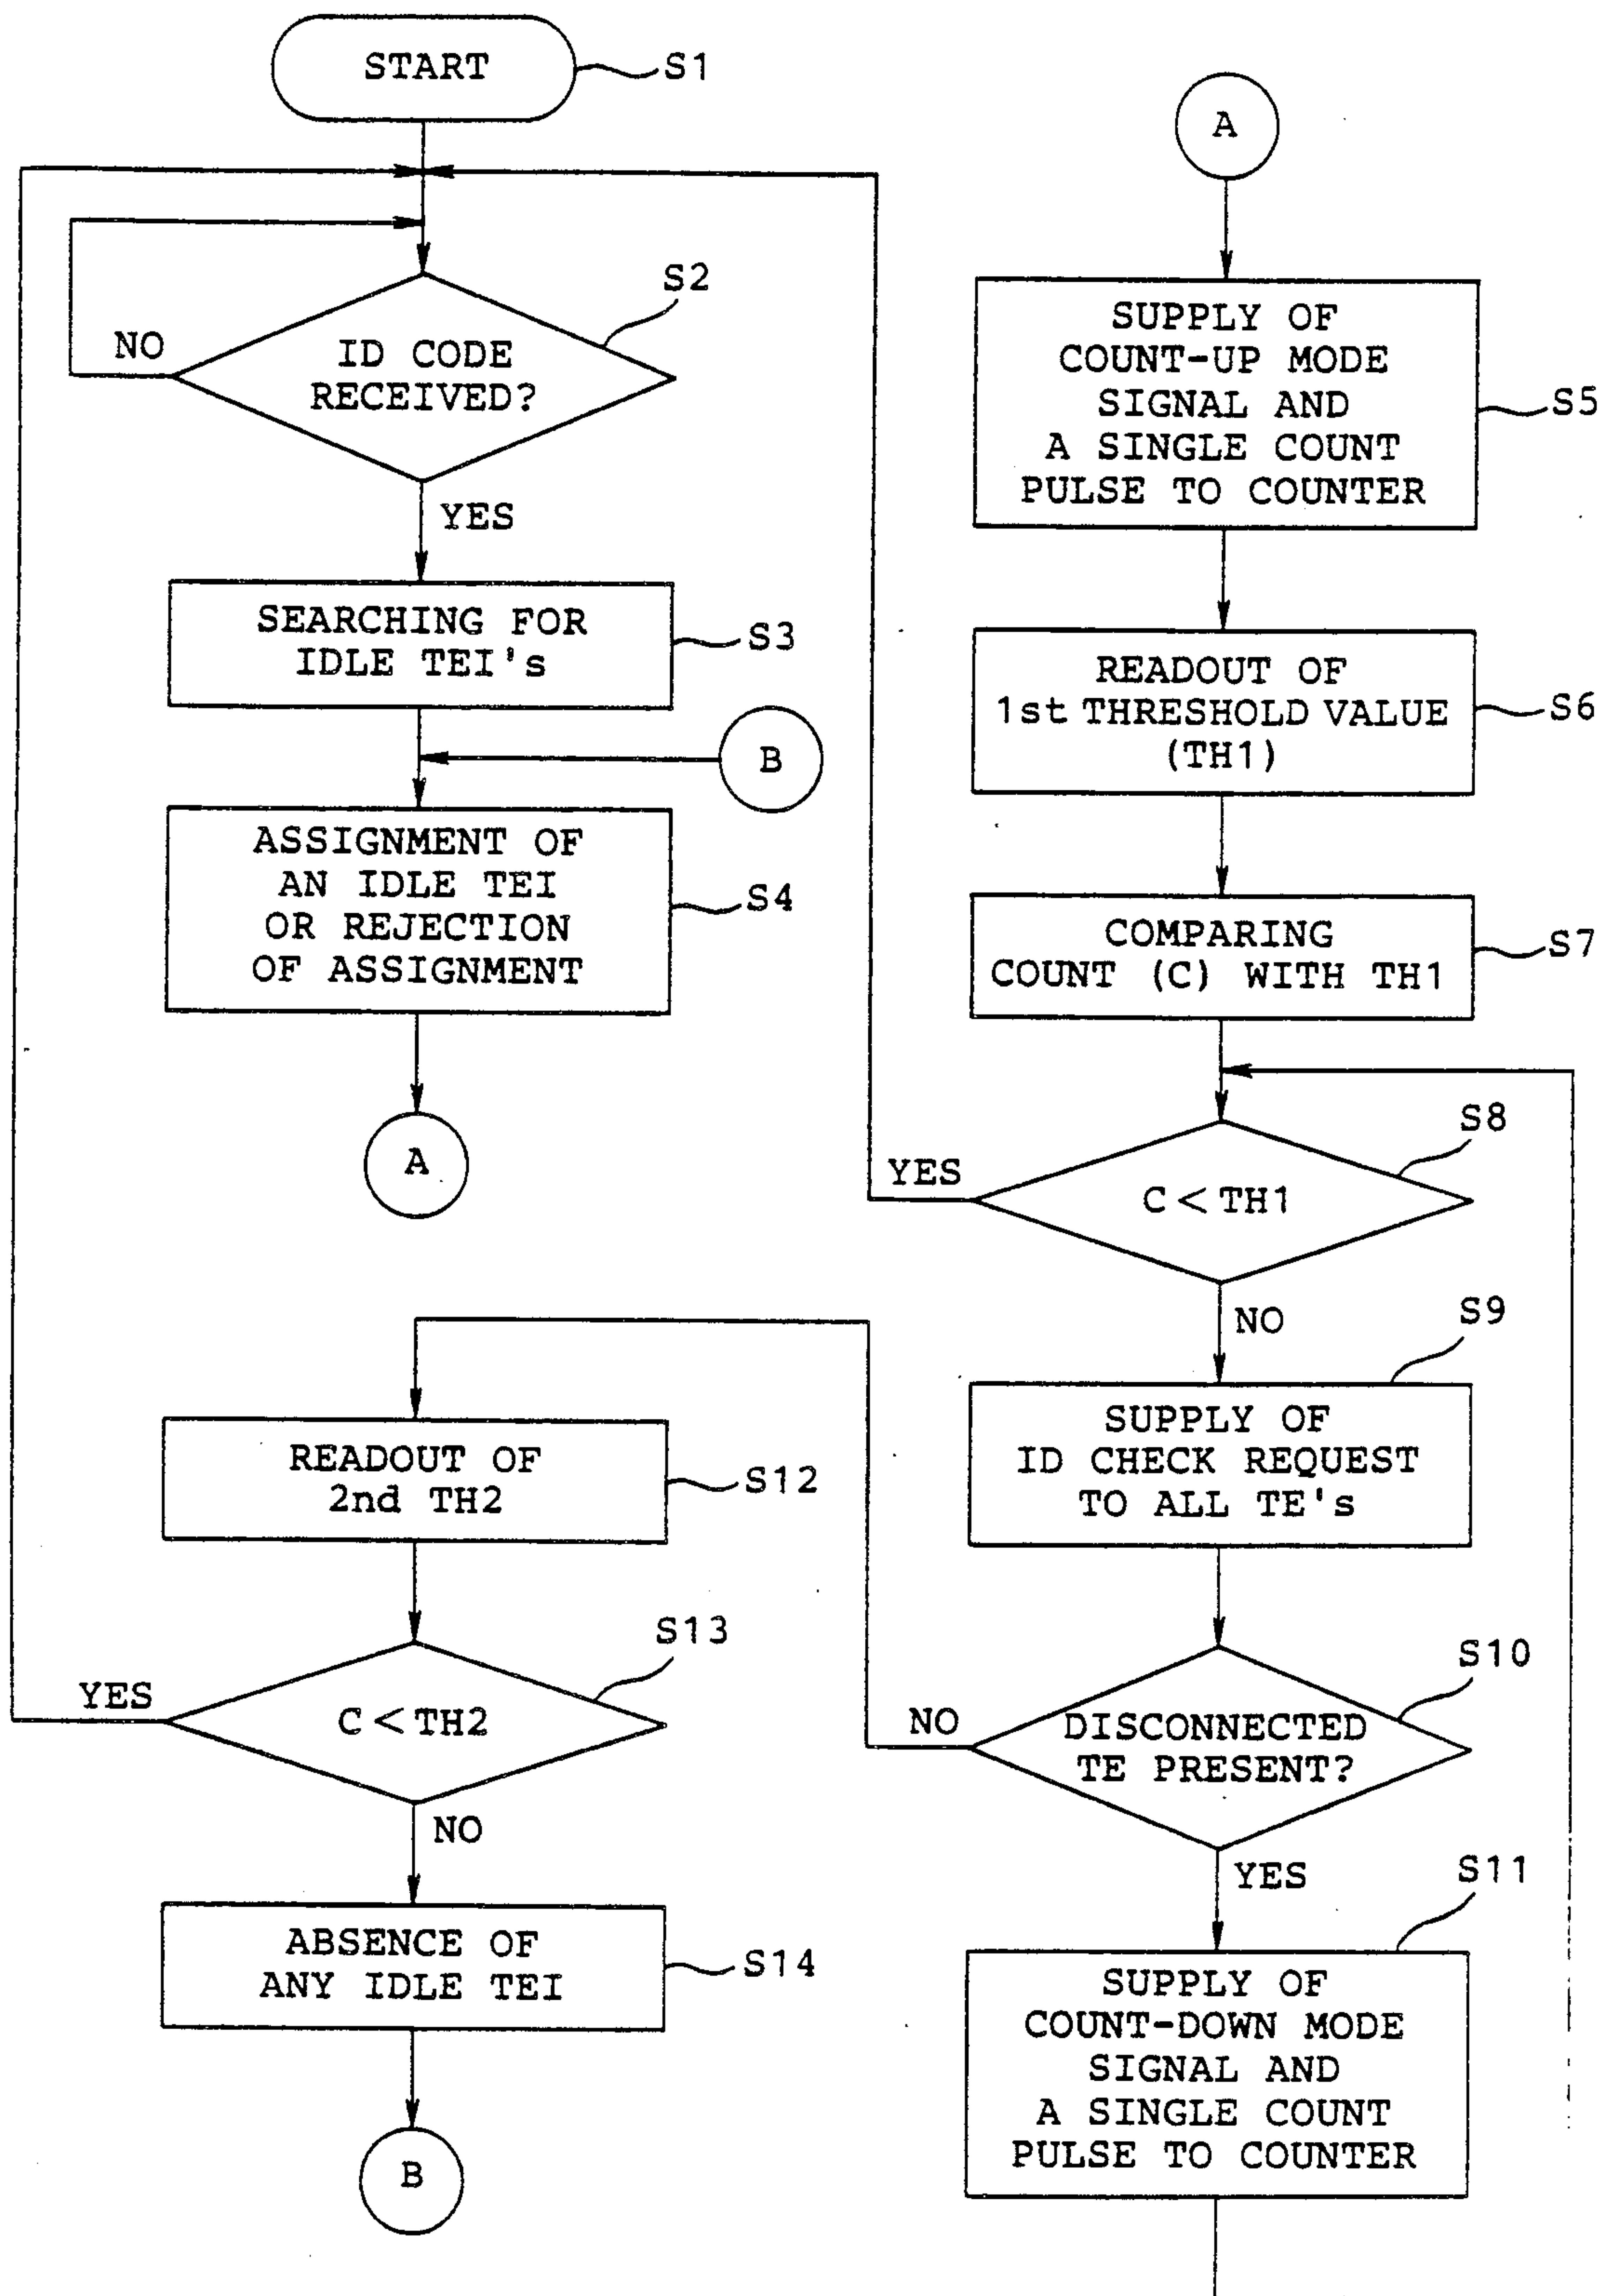 START
S1
S2
NO
ID CODE
RECEIVED?
YES
SEARCHING FOR
IDLE TEI's
S3
B
ASSIGNMENT OF
AN IDLE TEI
OR REJECTION
OF ASSIGNMENT
S4
A
A
SUPPLY OF
COUNT-UP MODE
SIGNAL AND
A SINGLE COUNT
PULSE TO COUNTER
S5
READOUT OF
1st THRESHOLD VALUE
(TH1)
S6
COMPARING
COUNT (C) WITH TH1
S7
S8
YES
C < TH1
NO
S9
SUPPLY OF
ID CHECK REQUEST
TO ALL TE's
S10
NO
DISCONNECTED
TE PRESENT?
YES
S11
SUPPLY OF
COUNT-DOWN MODE
SIGNAL AND
A SINGLE COUNT
PULSE TO COUNTER
READOUT OF
2nd TH2
S12
S13
YES
C < TH2
NO
ABSENCE OF
ANY IDLE TEI
S14
B